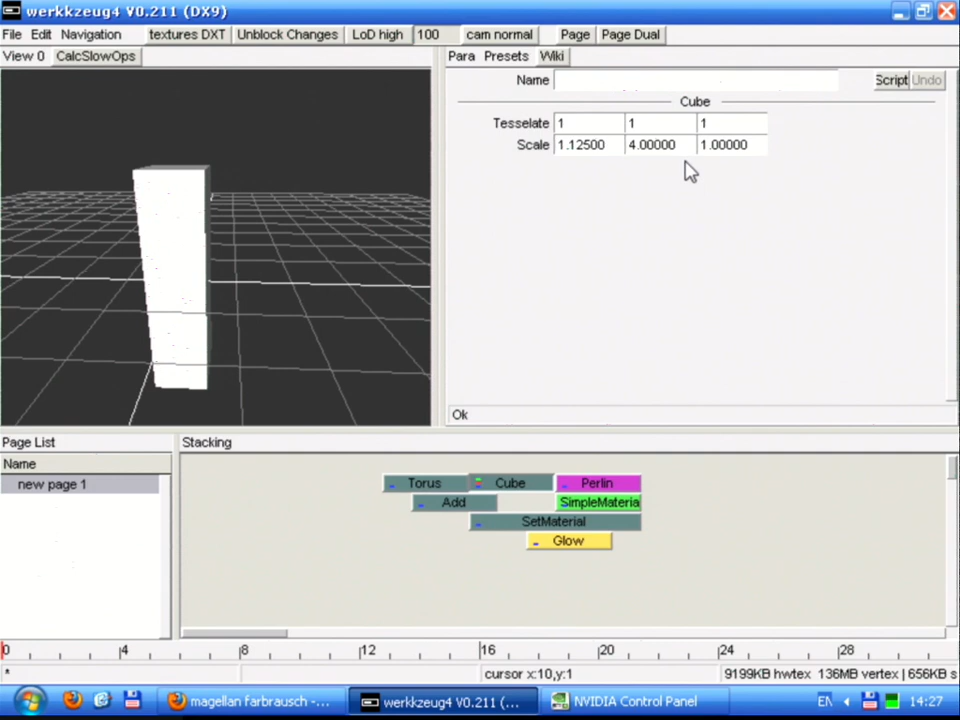 werkkzeug4 V0.211 (DX9)
File Edit Navigation textures DXT Unblock Changes LoD high 100 cam normal Page Page Dual
View 0 CalcSlowOps Para Presets Wiki
Name Script Undo
Cube
Tesselate 1 1 1
Scale 1.12500 4.00000 1.00000
Ok
Page List Stacking
Name
new page 1
Torus Cube Perlin
Add SimpleMateria
SetMaterial
Glow
0 4 8 12 16 20 24 28
* cursor x:10,y:1 9199KB hwtex 136MB vertex | 656KB s
magellan farbrausch -... werkkzeug4 V0.211 (... NVIDIA Control Panel EN 14:27